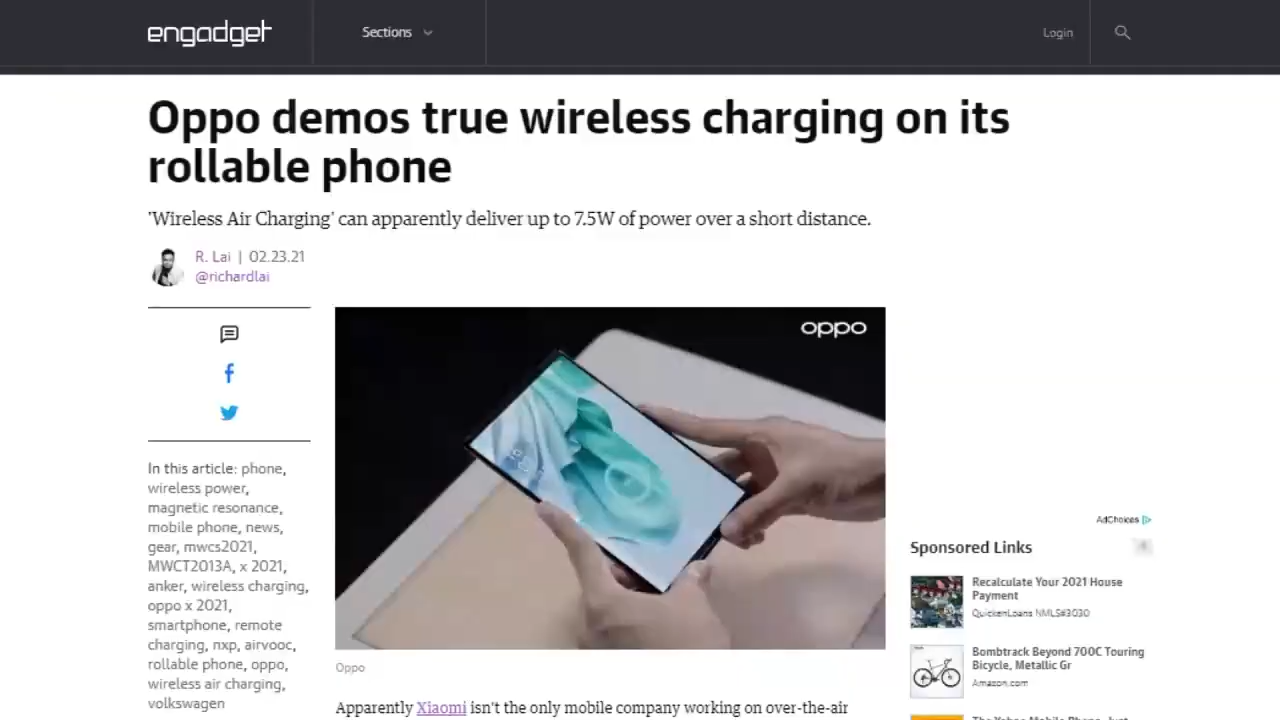 engadget
Sections
Login
Oppo demos true wireless charging on its
rollable phone
'Wireless Air Charging' can apparently deliver up to 7.5W of power over a short distance.
R. Lai | 02.23.21
@richardlai
In this article: phone,
wireless power,
magnetic resonance,
mobile phone, news,
gear, mwcs2021,
MWCT2013A, x 2021,
anker, wireless charging,
oppo x 2021,
smartphone, remote
charging, nxp, airvooc,
rollable phone, oppo,
wireless air charging,
volkswagen
oppo
Oppo
Apparently Xiaomi isn't the only mobile company working on over-the-air
AdChoices
Sponsored Links
Recalculate Your 2021 House
Payment
QuickenLoans NMLS#3030
Bombtrack Beyond 700C Touring
Bicycle, Metallic Gr
Amazon.com